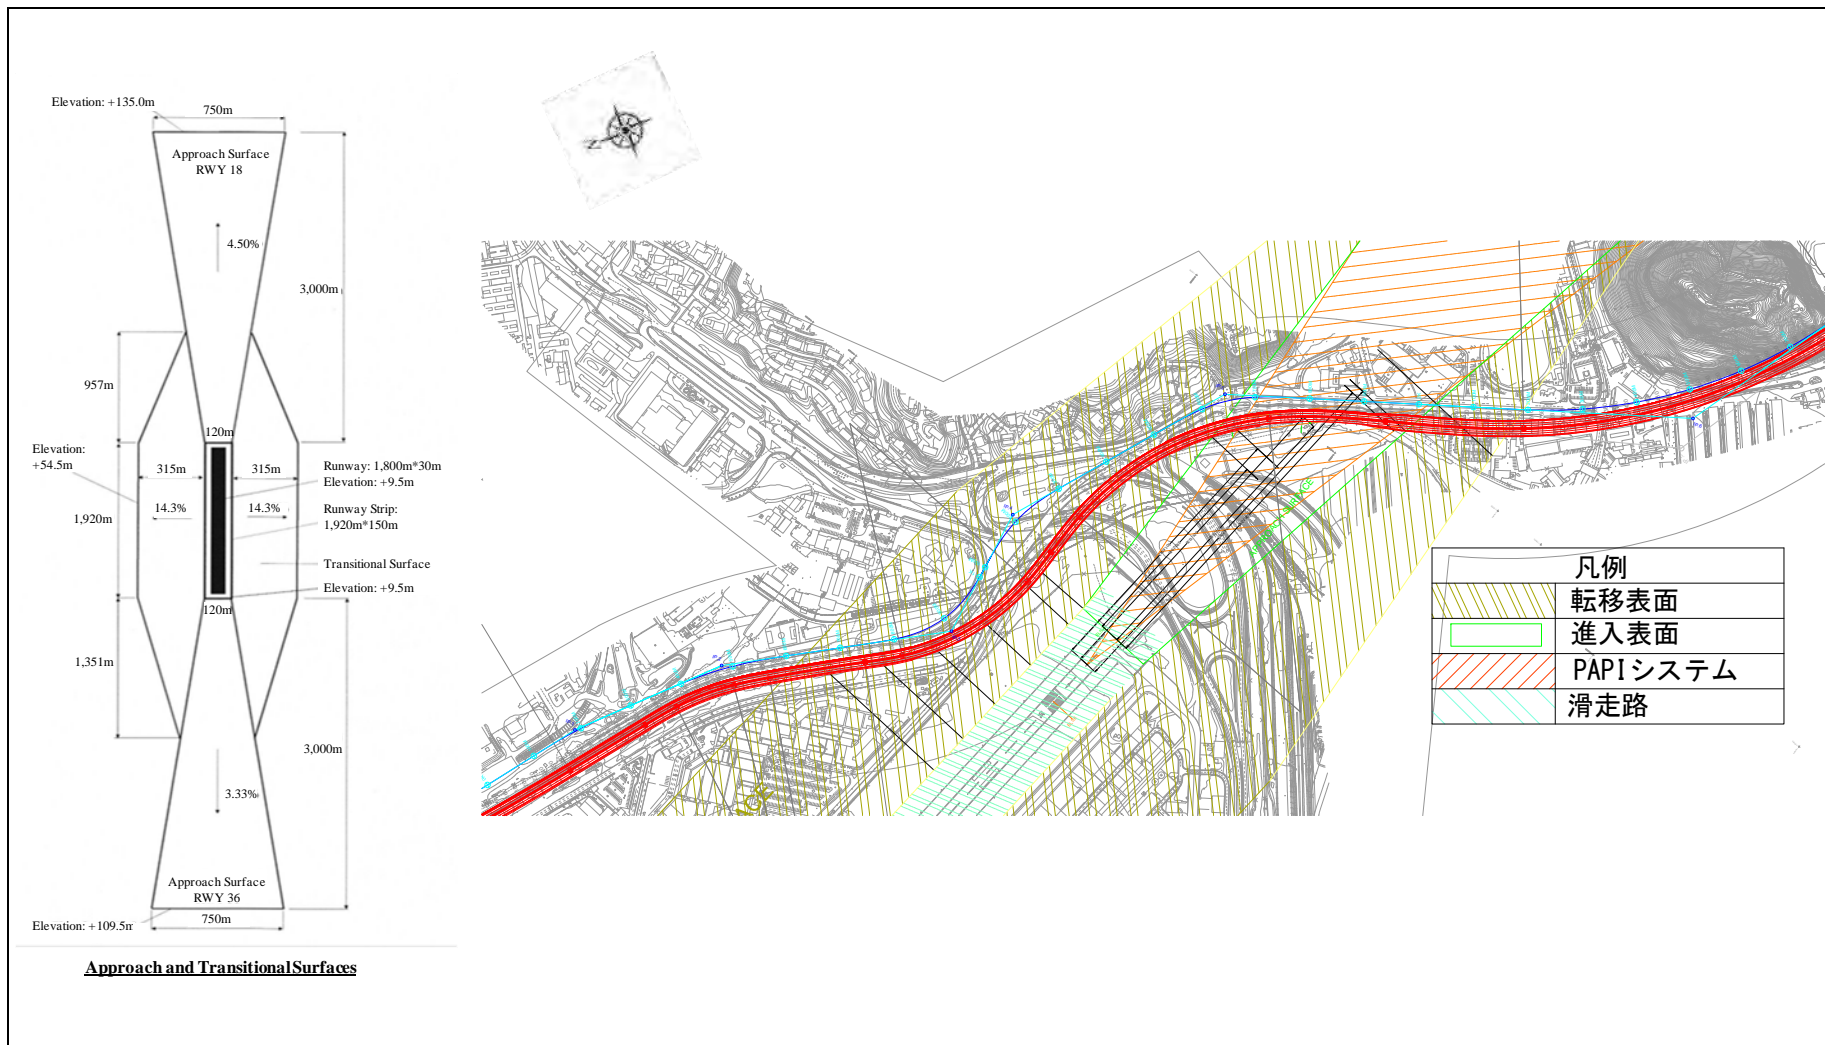 Elevation: +135.0m
750m
Approach Surface
RWY 18
4.50%
3,000m
957m
120m
Elevation:
+54.5m
315m
315m
Runway: 1,800m*30m
Elevation: +9.5m
14.3%
14.3%
1,920m
Runway Strip:
1,920m*150m
Transitional Surface
Elevation: +9.5m
120m
1,351m
3,000m
3.33%
Approach Surface
RWY 36
Elevation: +109.5m
750m
Approach and Transitional Surfaces
N
凡例
転移表面
進入表面
PAPIシステム
滑走路